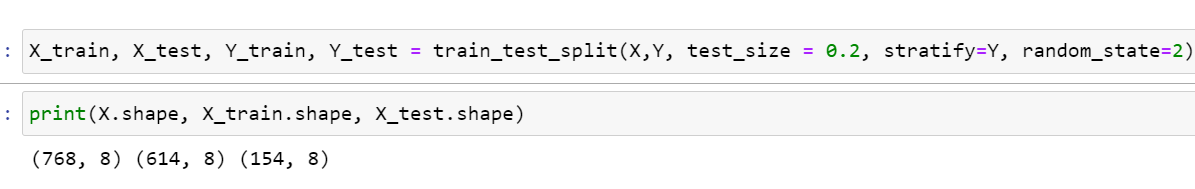 : X_train, X_test, Y_train, Y_test = train_test_split(X,Y, test_size = 0.2, stratify=Y, random_state=2)
: print(X.shape, X_train.shape, X_test.shape)
(768, 8) (614, 8) (154, 8)